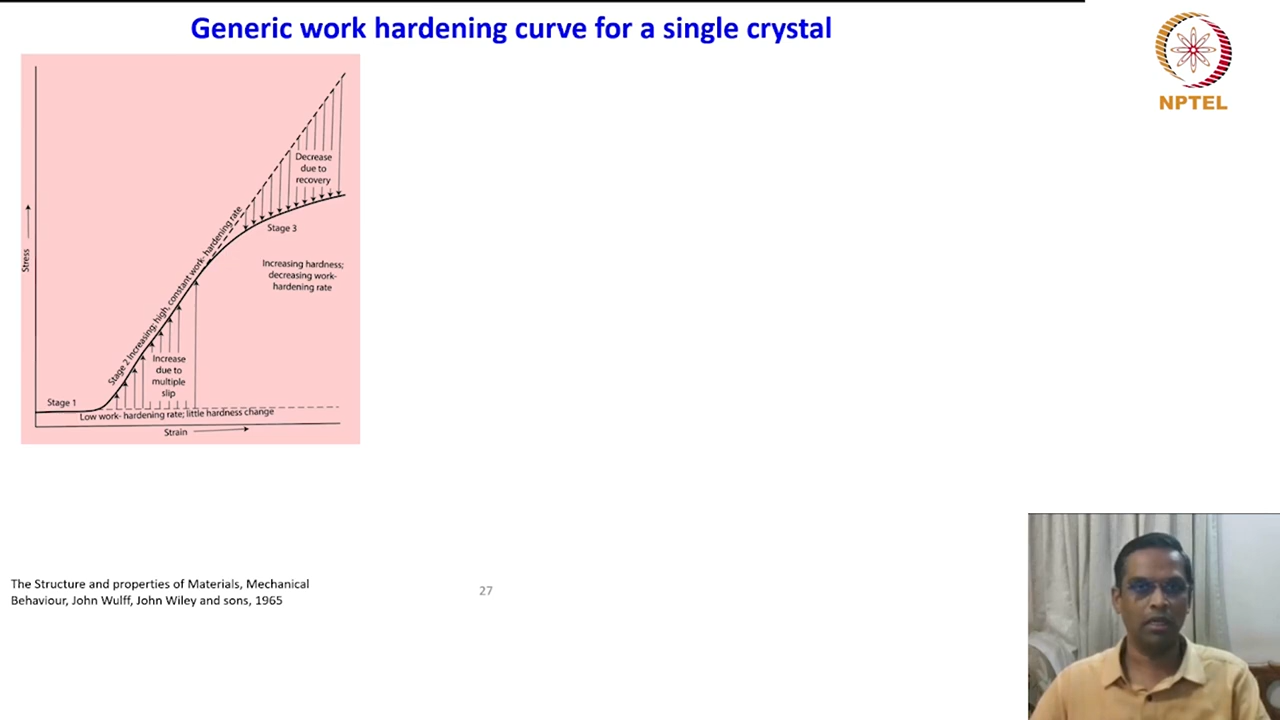 Generic work hardening curve for a single crystal
NPTEL
Decrease
due to
recovery
Stage 3
Stress
Stage 2 Increasing; high, constant work- hardening rate
Increasing hardness;
decreasing work-
hardening rate
Increase
due to
multiple
slip
Stage 1
Low work- hardening rate; little hardness change
Strain
The Structure and properties of Materials, Mechanical
Behaviour, John Wulff, John Wiley and sons, 1965
27